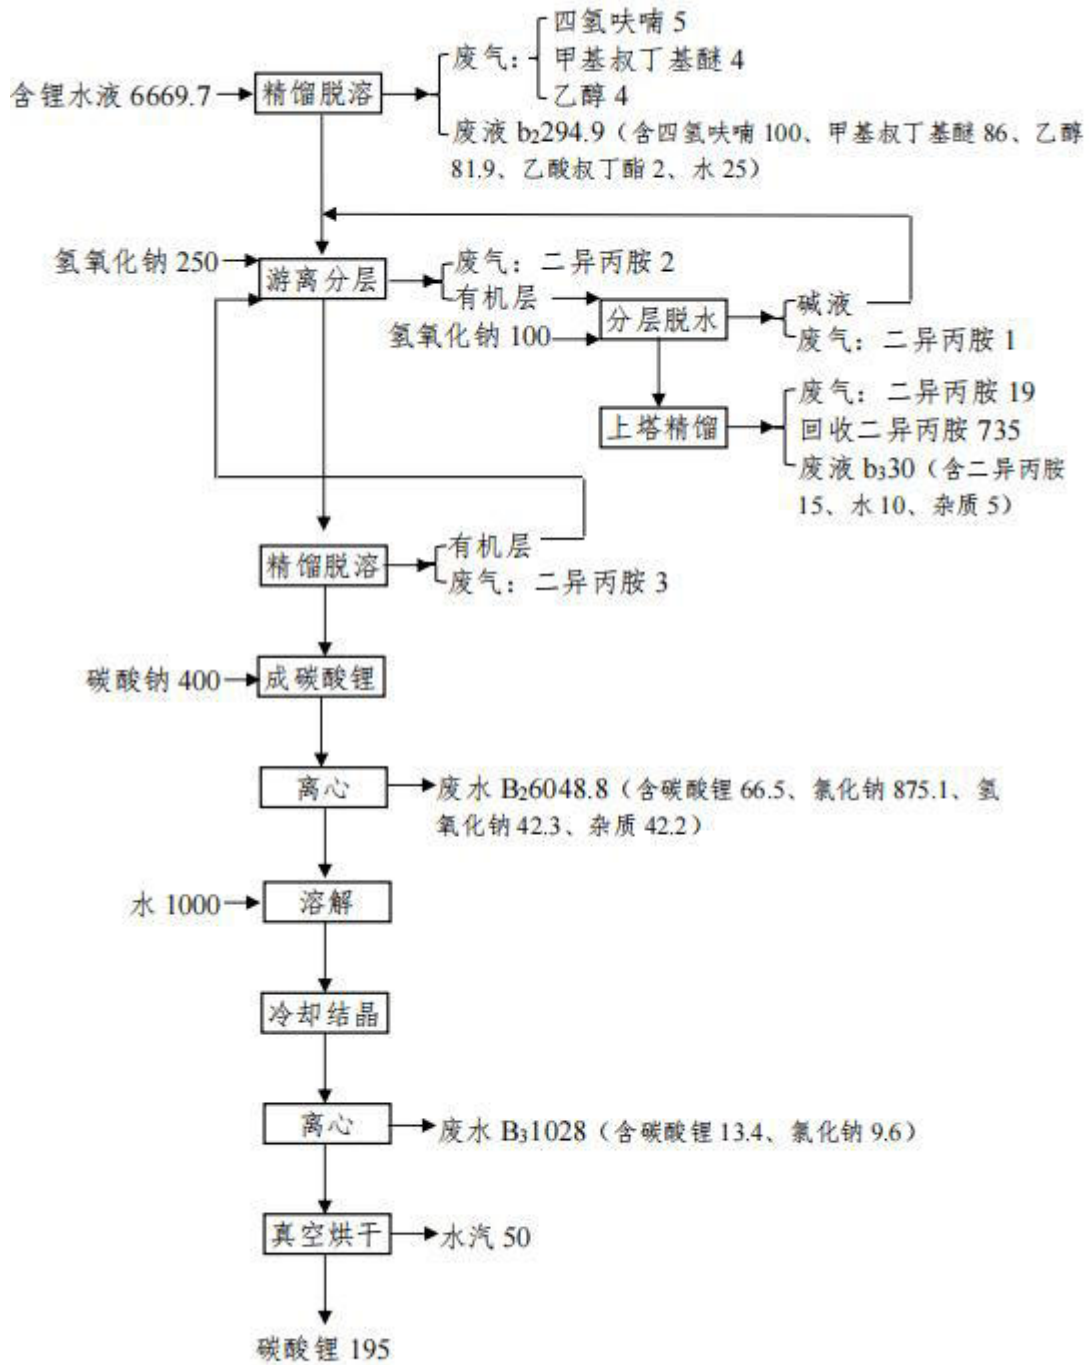 四氢呋喃 5
废气：
甲基叔丁基醚 4
含锂水液 6669.7
精馏脱溶
乙醇 4
废液 b₂294.9（含四氢呋喃 100、甲基叔丁基醚 86、乙醇
81.9、乙酸叔丁酯 2、水 25）
氢氧化钠 250
游离分层
废气：二异丙胺 2
有机层
氢氧化钠 100
分层脱水
碱液
废气：二异丙胺 1
上塔精馏
废气：二异丙胺 19
回收二异丙胺 735
废液 b₃30（含二异丙胺
15、水 10、杂质 5）
精馏脱溶
有机层
废气：二异丙胺 3
碳酸钠 400
成碳酸锂
离心
废水 B₂6048.8（含碳酸锂 66.5、氯化钠 875.1、氢
氧化钠 42.3、杂质 42.2）
水 1000
溶解
冷却结晶
离心
废水 B₃1028（含碳酸锂 13.4、氯化钠 9.6）
真空烘干
水汽 50
碳酸锂 195